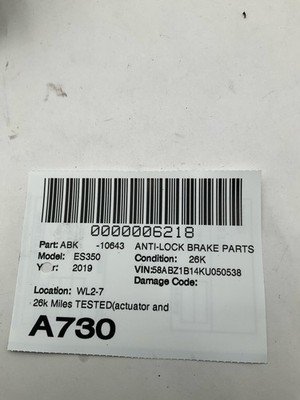 0000006218
Part: ABK -10643 ANTI-LOCK BRAKE PARTS
Model: ES350 Condition: 26K
Year: 2019 VIN:58ABZ1B14KU050538
Damage Code:
Location: WL2-7
26k Miles TESTED(actuator and
A730